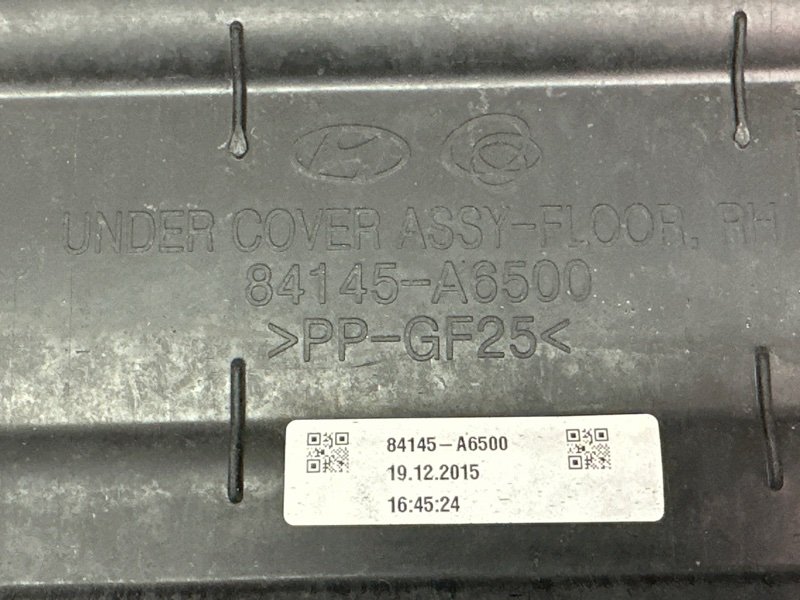 UNDER COVER ASSY-FLOOR, RH
84145-A6500
>PP-GF25<
84145-A6500
19.12.2015
16:45:24